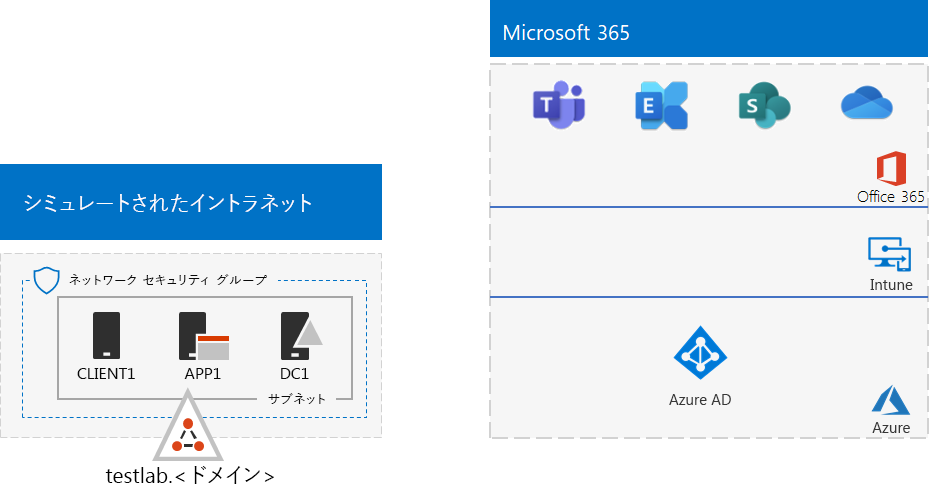 Microsoft 365
T
E
S
Office 365
シミュレートされたイントラネット
Intune
ネットワーク セキュリティ グループ
CLIENT1
APP1
DC1
サブネット
Azure AD
Azure
testlab.<ドメイン>